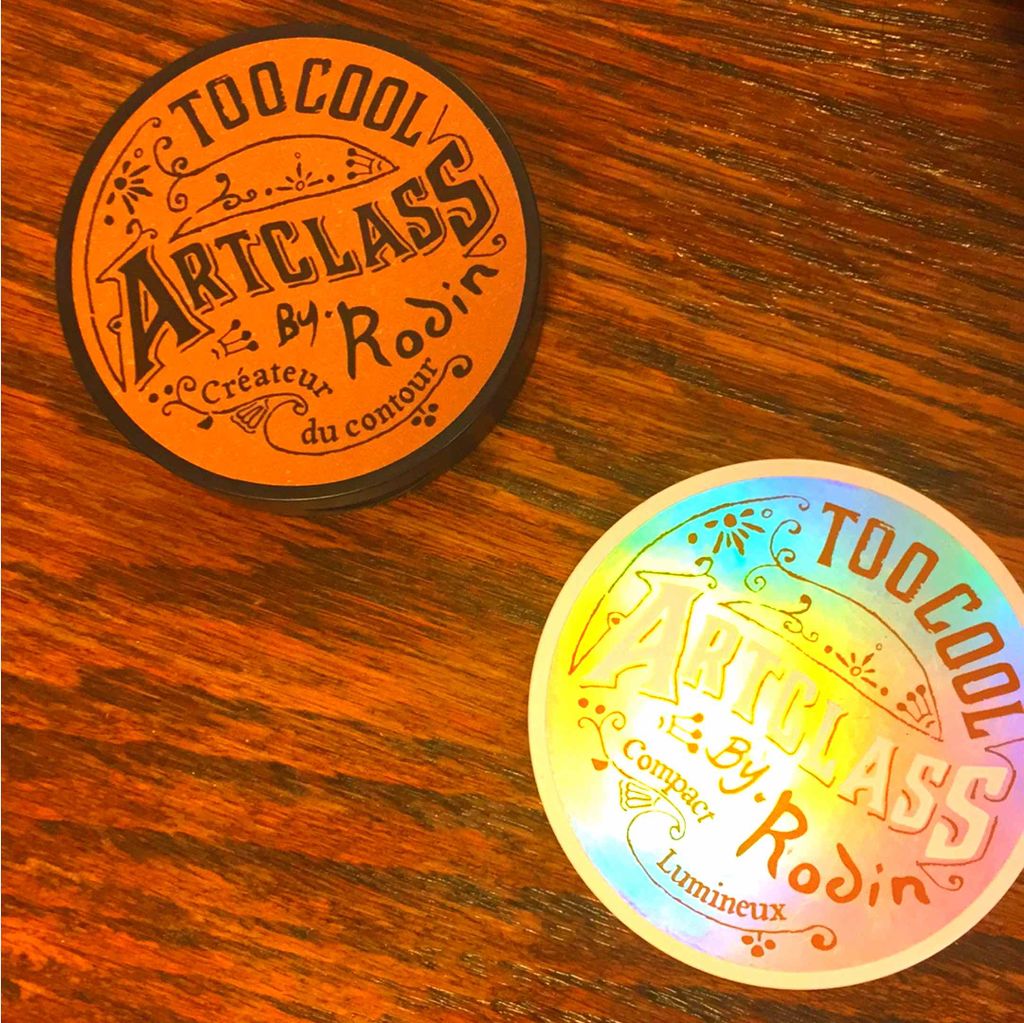 TOO COOL
ARTCLASS
By. Rodin
Créateur
du contour
TOO COOL
ARTCLASS
By. Rodin
Compact
Lumineux